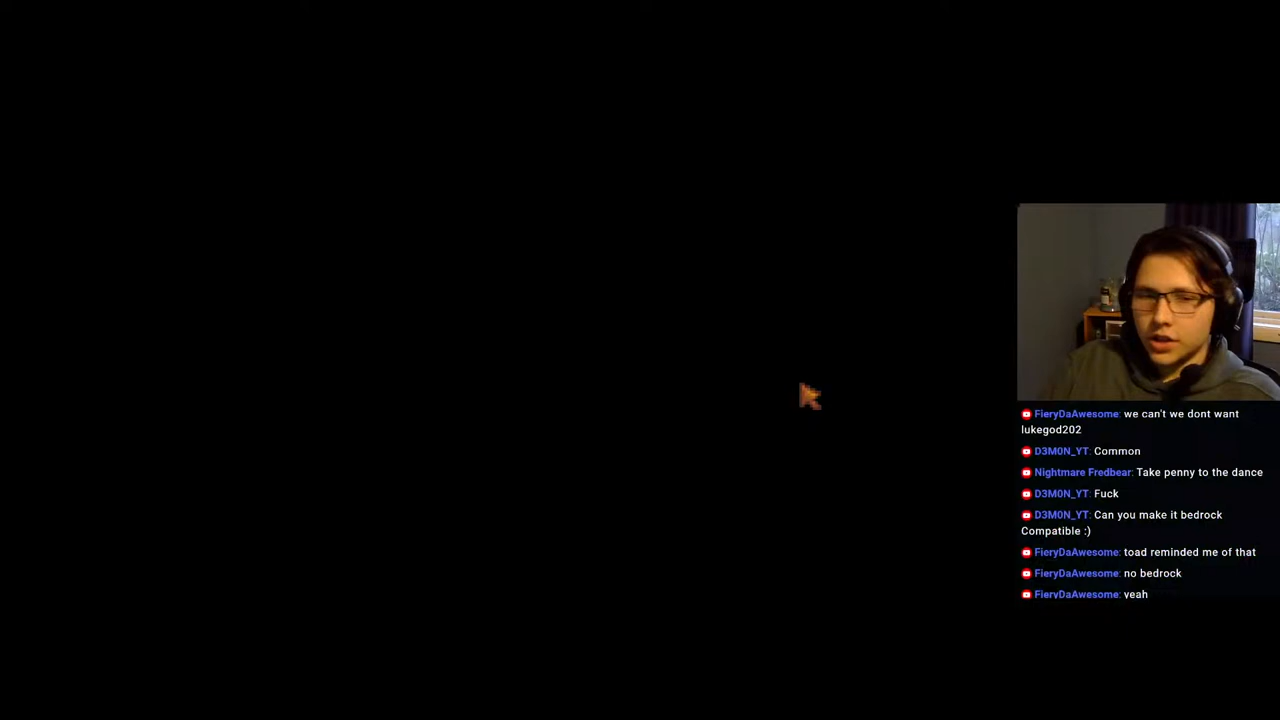 FieryDaAwesome: we can't we dont want
lukegod202
D3M0N_YT: Common
Nightmare Fredbear: Take penny to the dance
D3M0N_YT: Fuck
D3M0N_YT: Can you make it bedrock
Compatible :)
FieryDaAwesome: toad reminded me of that
FieryDaAwesome: no bedrock
FieryDaAwesome: yeah